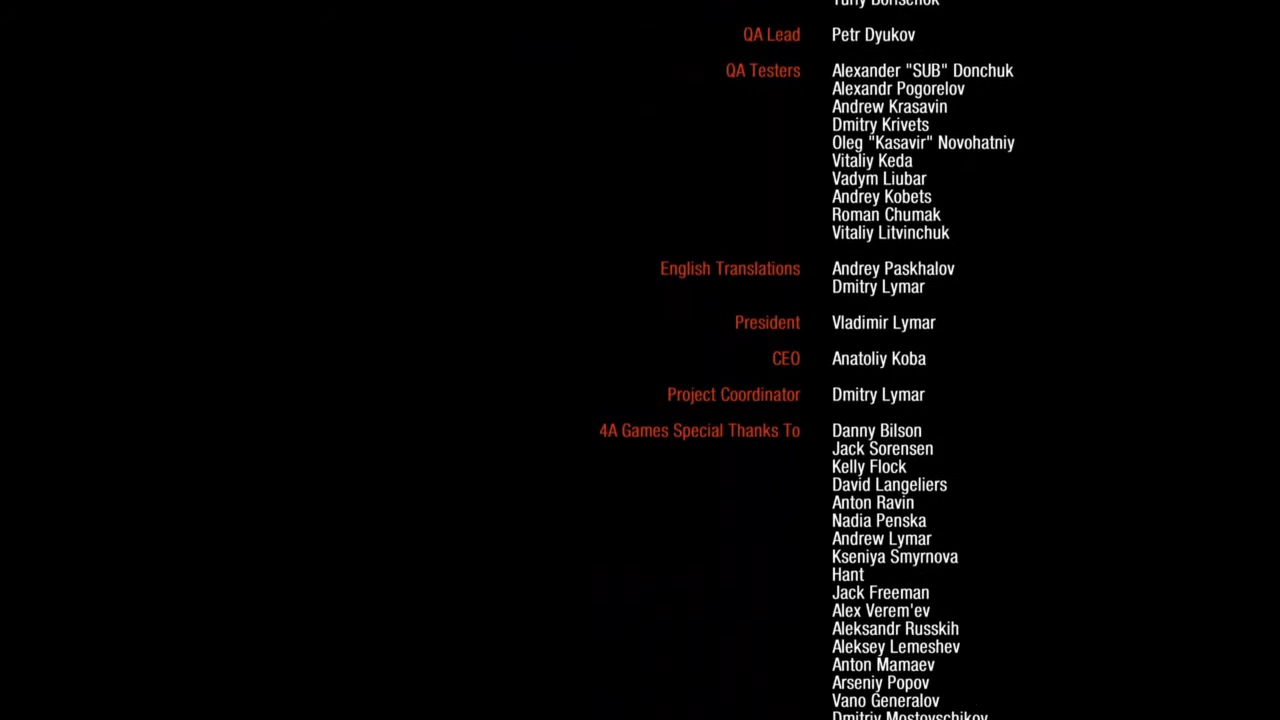 Yuriy Borischok
QA Lead Petr Dyukov
QA Testers Alexander "SUB" Donchuk
Alexandr Pogorelov
Andrew Krasavin
Dmitry Krivets
Oleg "Kasavir" Novohatniy
Vitaliy Keda
Vadym Liubar
Andrey Kobets
Roman Chumak
Vitaliy Litvinchuk
English Translations Andrey Paskhalov
Dmitry Lymar
President Vladimir Lymar
CEO Anatoliy Koba
Project Coordinator Dmitry Lymar
4A Games Special Thanks To Danny Bilson
Jack Sorensen
Kelly Flock
David Langeliers
Anton Ravin
Nadia Penska
Andrew Lymar
Kseniya Smyrnova
Hant
Jack Freeman
Alex Verem'ev
Aleksandr Russkih
Aleksey Lemeshev
Anton Mamaev
Arseniy Popov
Vano Generalov
Dmitriy Mostovschikov